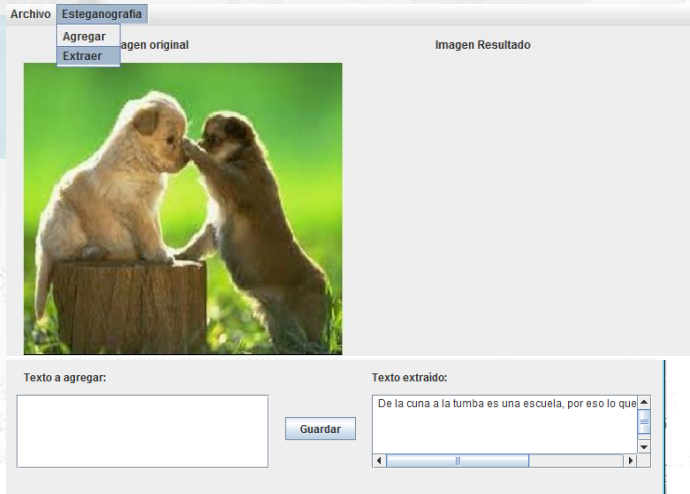 Archivo Esteganografia
Agregar
Extraer
agen original
Imagen Resultado
Texto a agregar:
Texto extraído:
De la cuna a la tumba es una escuela, por eso lo que
Guardar